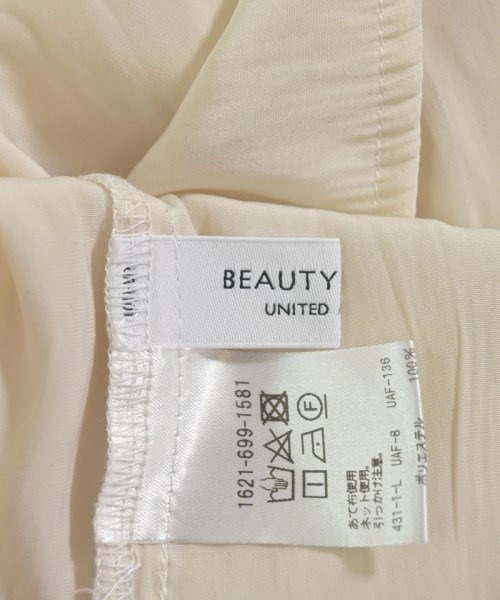 BEAUTY
UNITED
1621-699-1581
あて布使用
ネット使用。
引っかけ注意。
431-1-L UAF-8 UAF-136
ポリエステル 100%